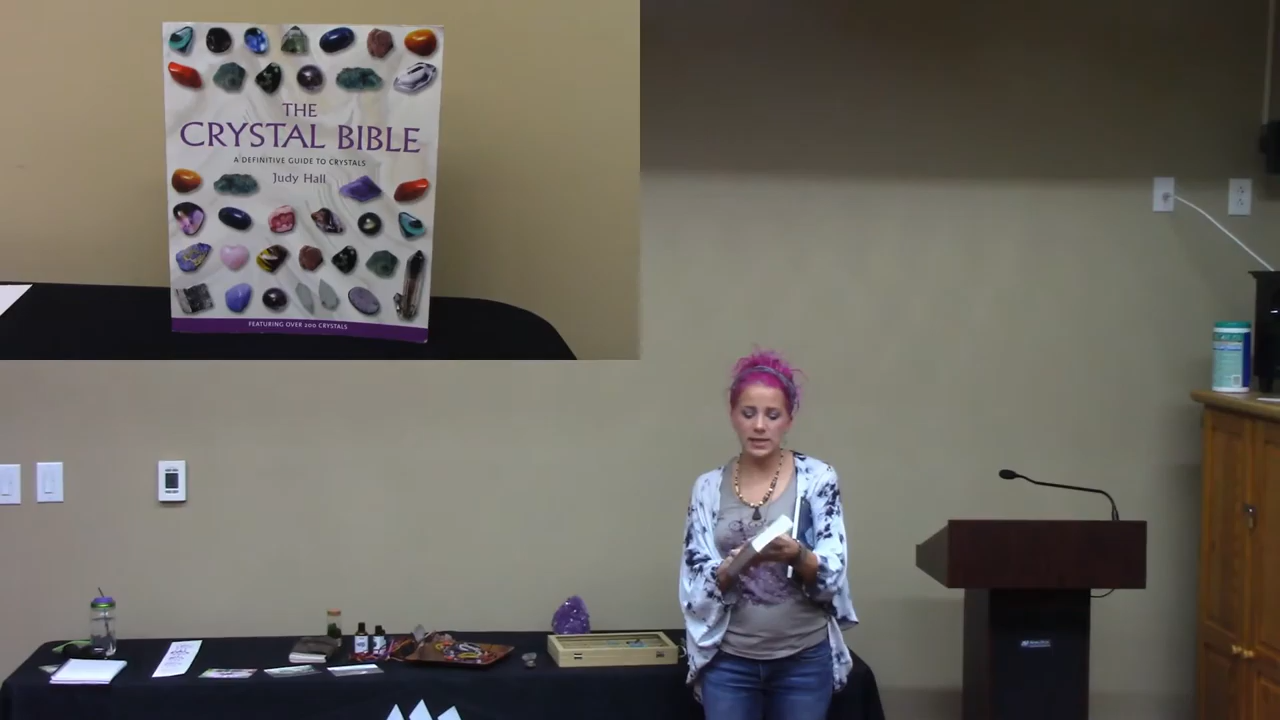 THE
CRYSTAL BIBLE
A DEFINITIVE GUIDE TO CRYSTALS
Judy Hall
FEATURING OVER 200 CRYSTALS